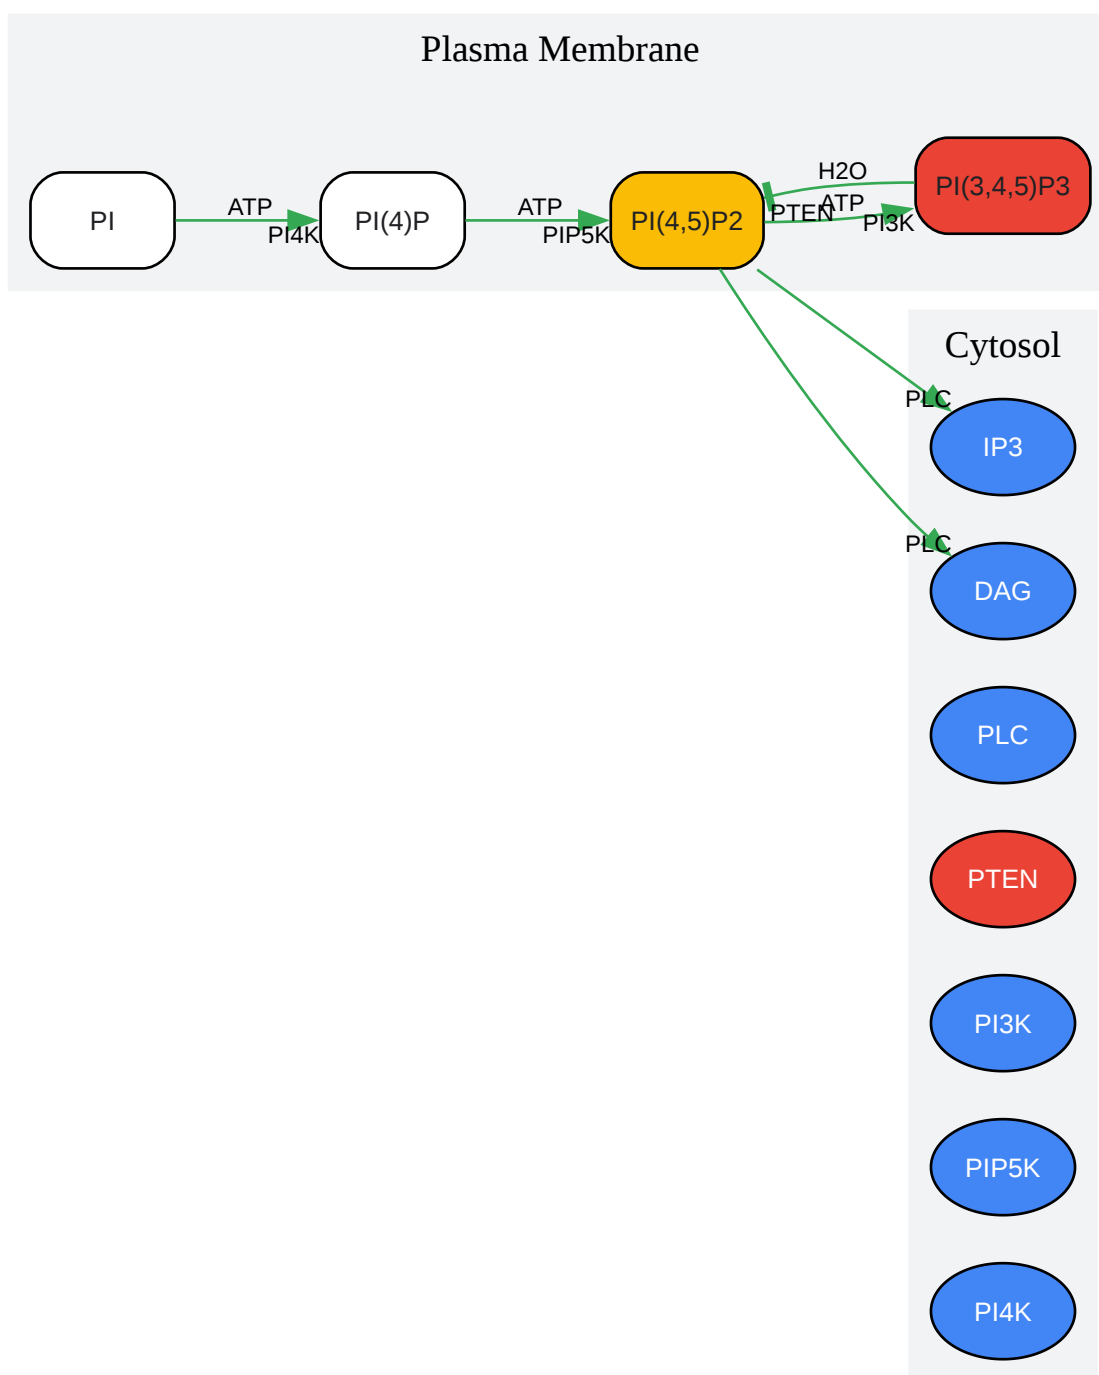 Plasma Membrane
PI
ATP
PI4K
PI(4)P
ATP
PIP5K
PI(4,5)P2
H2O
PTEN
ATP
PI3K
PI(3,4,5)P3
Cytosol
PLC
IP3
PLC
DAG
PLC
PTEN
PI3K
PIP5K
PI4K